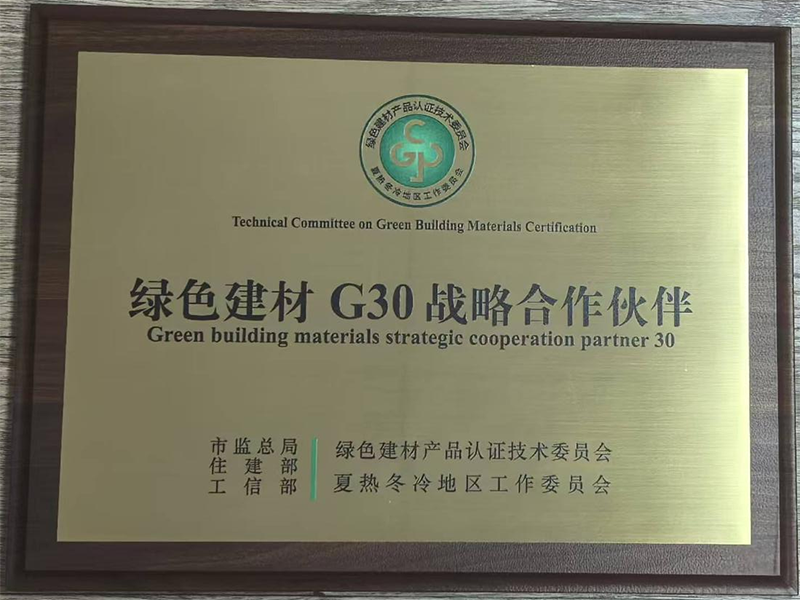 绿色建材产品认证技术委员会
CGP
夏热冬冷地区工作委员会
Technical Committee on Green Building Materials Certification
绿色建材 G30 战略合作伙伴
Green building materials strategic cooperation partner 30
市监总局
住建部
工信部
绿色建材产品认证技术委员会
夏热冬冷地区工作委员会